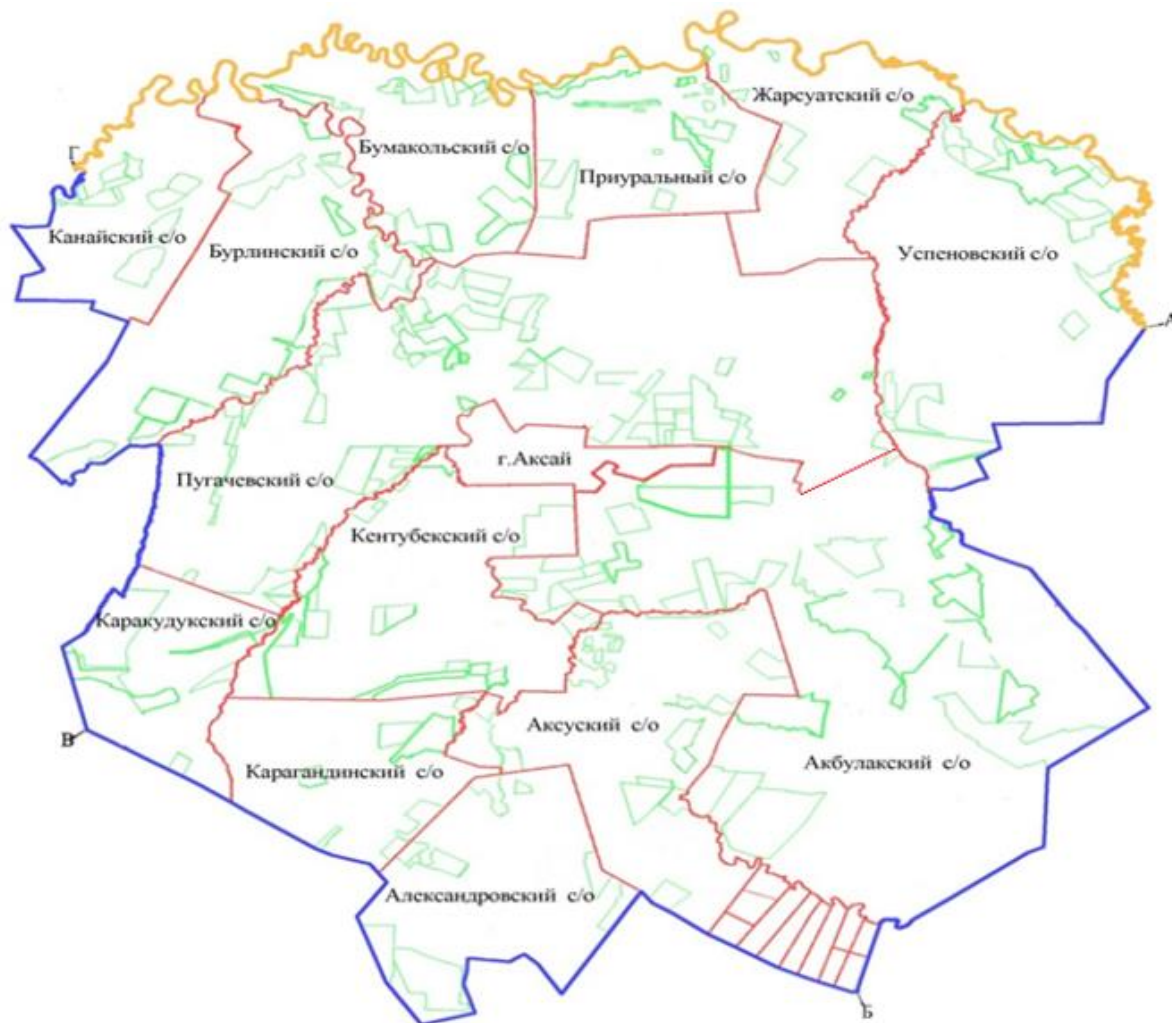 Жарсуатский с/о
Бумакольский с/о
Г
Приуральный с/о
Канайский с/о
Бурлинский с/о
Успеновский с/о
А
г.Аксай
Пугачевский с/о
Кентубекский с/о
Каракудукский с/о
В
Аксуский с/о
Карагандинский с/о
Акбулакский с/о
Александровский с/о
Б